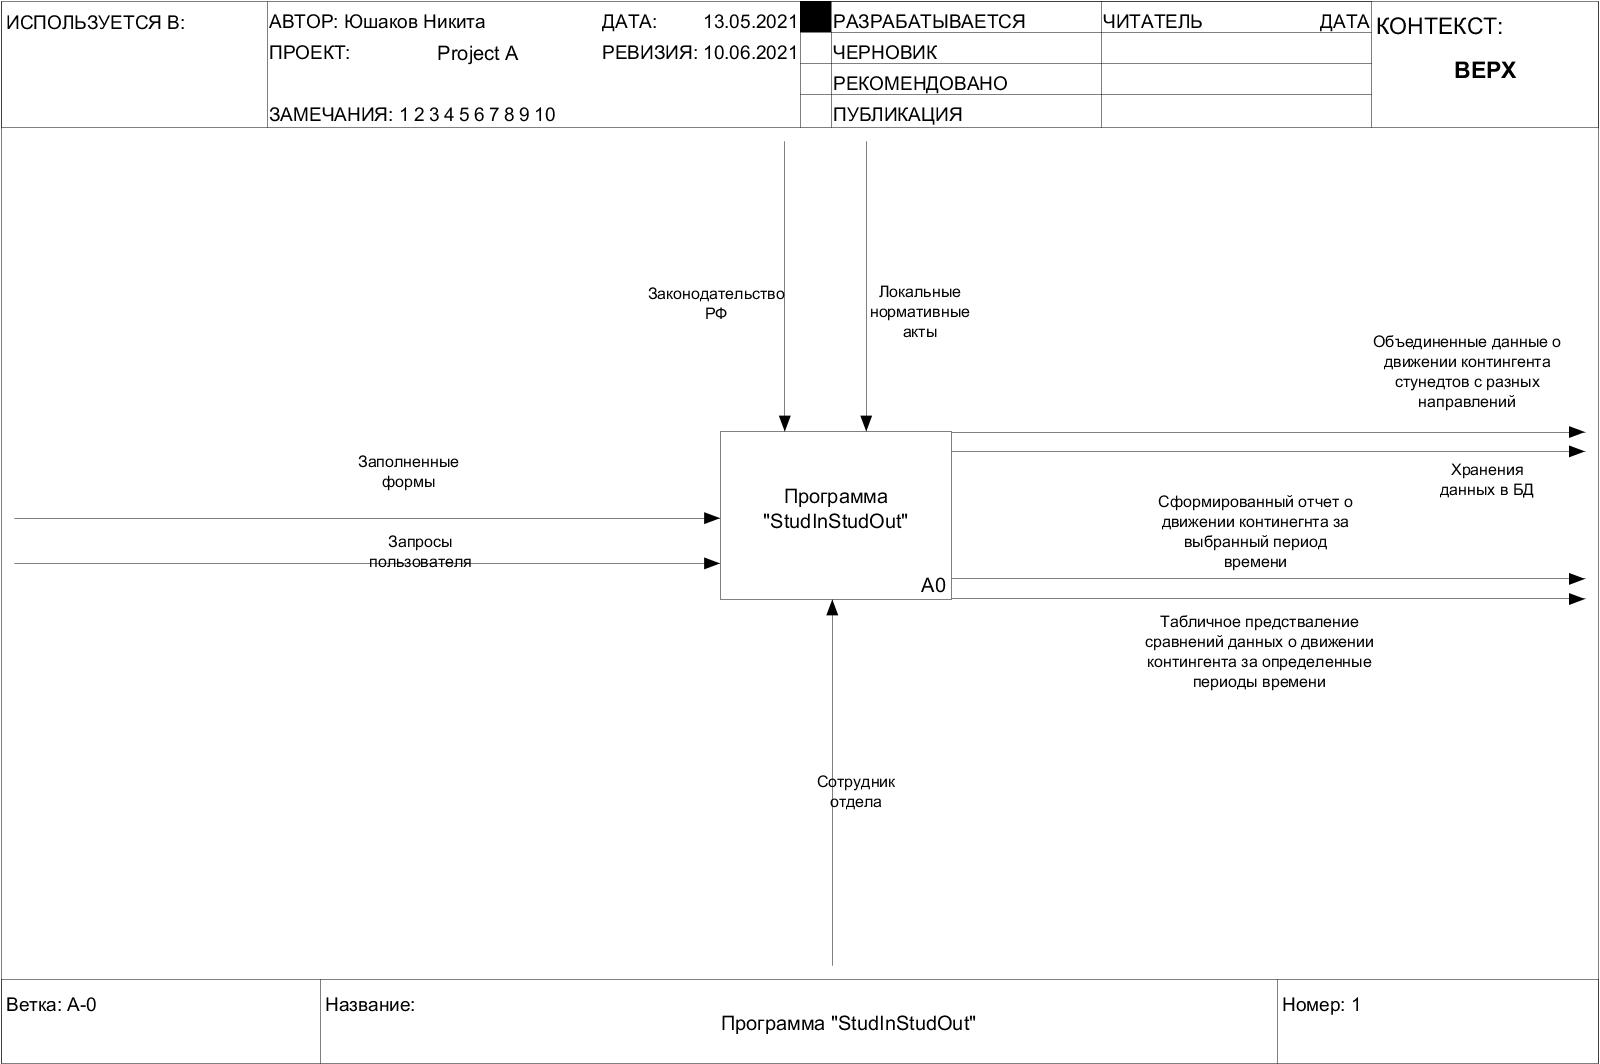 ИСПОЛЬЗУЕТСЯ В:
АВТОР: Юшаков Никита
ДАТА: 13.05.2021
ПРОЕКТ: Project A
РЕВИЗИЯ: 10.06.2021
ЗАМЕЧАНИЯ: 1 2 3 4 5 6 7 8 9 10
РАЗРАБАТЫВАЕТСЯ
ЧЕРНОВИК
РЕКОМЕНДОВАНО
ПУБЛИКАЦИЯ
ЧИТАТЕЛЬ
ДАТА
КОНТЕКСТ:
ВЕРХ
Законодательство
РФ
Локальные
нормативные
акты
Объединенные данные о
движении контингента
стунедтов с разных
направлений
Заполненные
формы
Хранения
данных в БД
Программа
"StudInStudOut"
A0
Сформированный отчет о
движении континегнта за
выбранный период
времени
Запросы
пользователя
Табличное предстваление
сравнений данных о движении
контингента за определенные
периоды времени
Сотрудник
отдела
Ветка: A-0
Название:
Программа "StudInStudOut"
Номер: 1